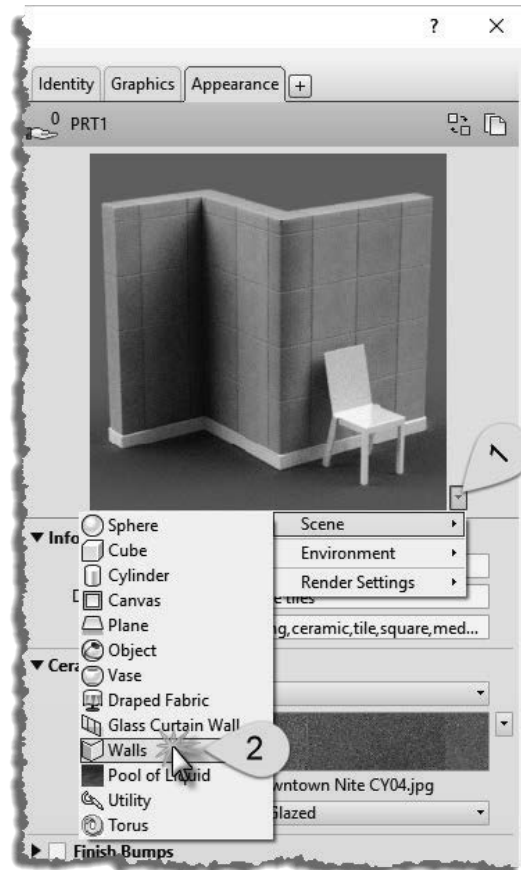 ? ×
Identity Graphics Appearance +
0 PRT1
1
Scene
Environment
Render Settings
Sphere
Cube
Cylinder
Canvas
Plane
Object
Vase
Draped Fabric
Glass Curtain Wall
Walls
2
Pool of Liquid
Utility
Torus
▼ Info
tiles
ng,ceramic,tile,square,med...
▼ Cera
wntown Nite CY04.jpg
Glazed
Finish Bumps